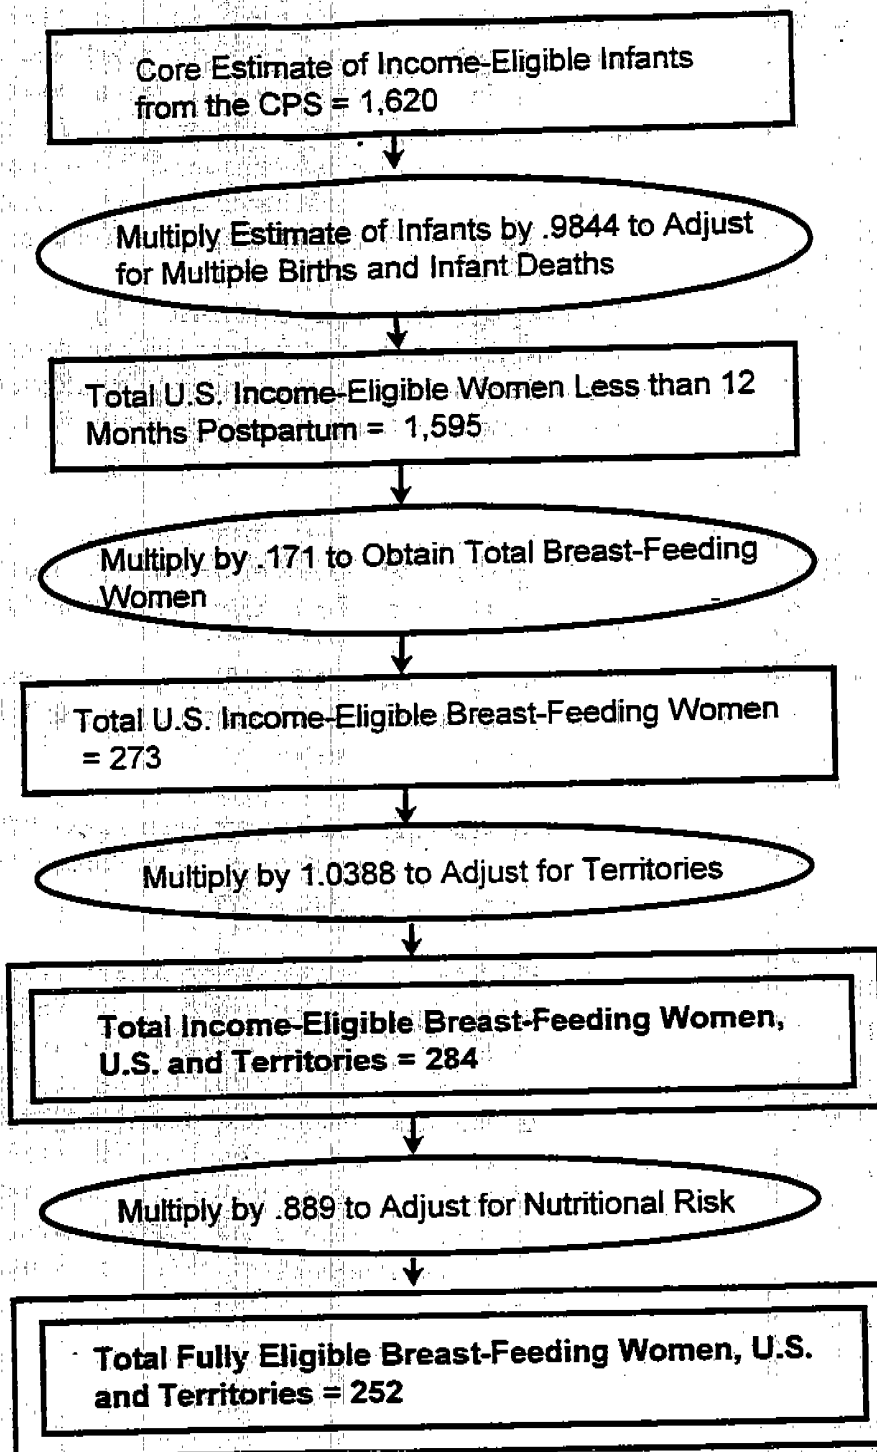 Core Estimate of Income-Eligible Infants
from the CPS = 1,620
Multiply Estimate of Infants by .9844 to Adjust
for Multiple Births and Infant Deaths
Total U.S. Income-Eligible Women Less than 12
Months Postpartum = 1,595
Multiply by .171 to Obtain Total Breast-Feeding
Women
Total U.S. Income-Eligible Breast-Feeding Women
= 273
Multiply by 1.0388 to Adjust for Territories
Total Income-Eligible Breast-Feeding Women,
U.S. and Territories = 284
Multiply by .889 to Adjust for Nutritional Risk
Total Fully Eligible Breast-Feeding Women, U.S.
and Territories = 252